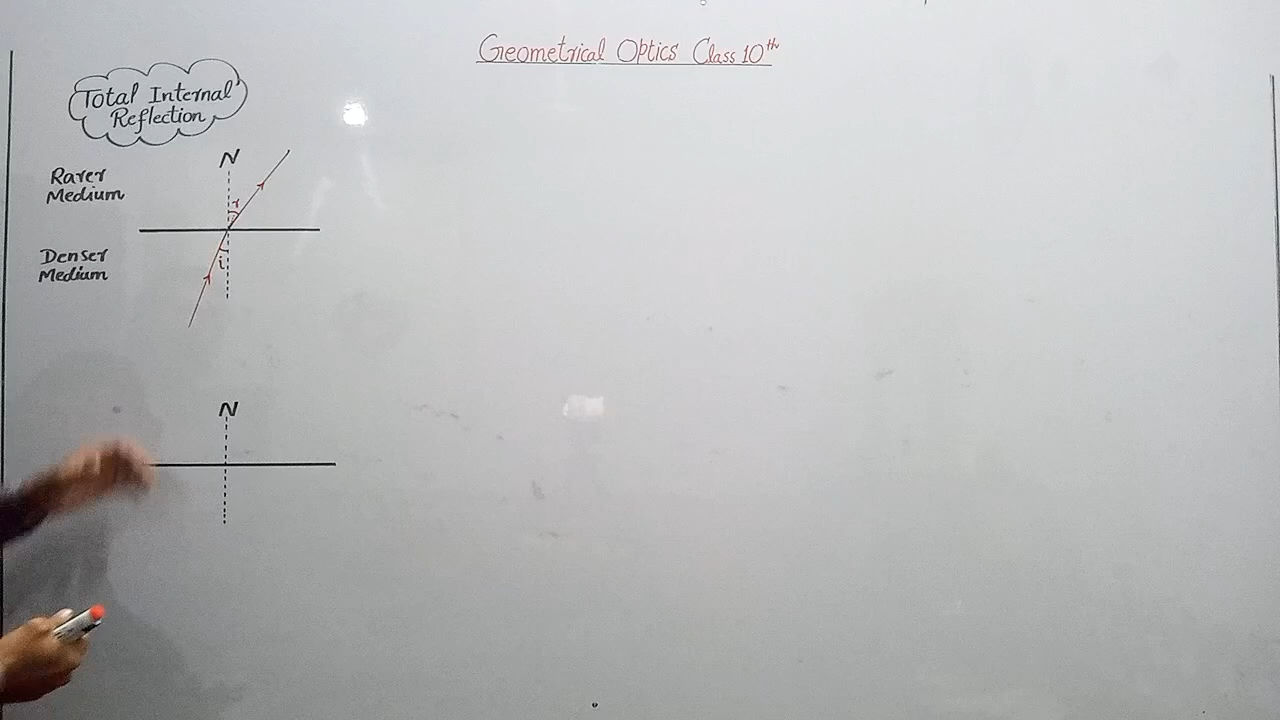 Geometrical Optics Class 10th
Total Internal
Reflection
N
Rarer
Medium
r
Denser
Medium
i
N